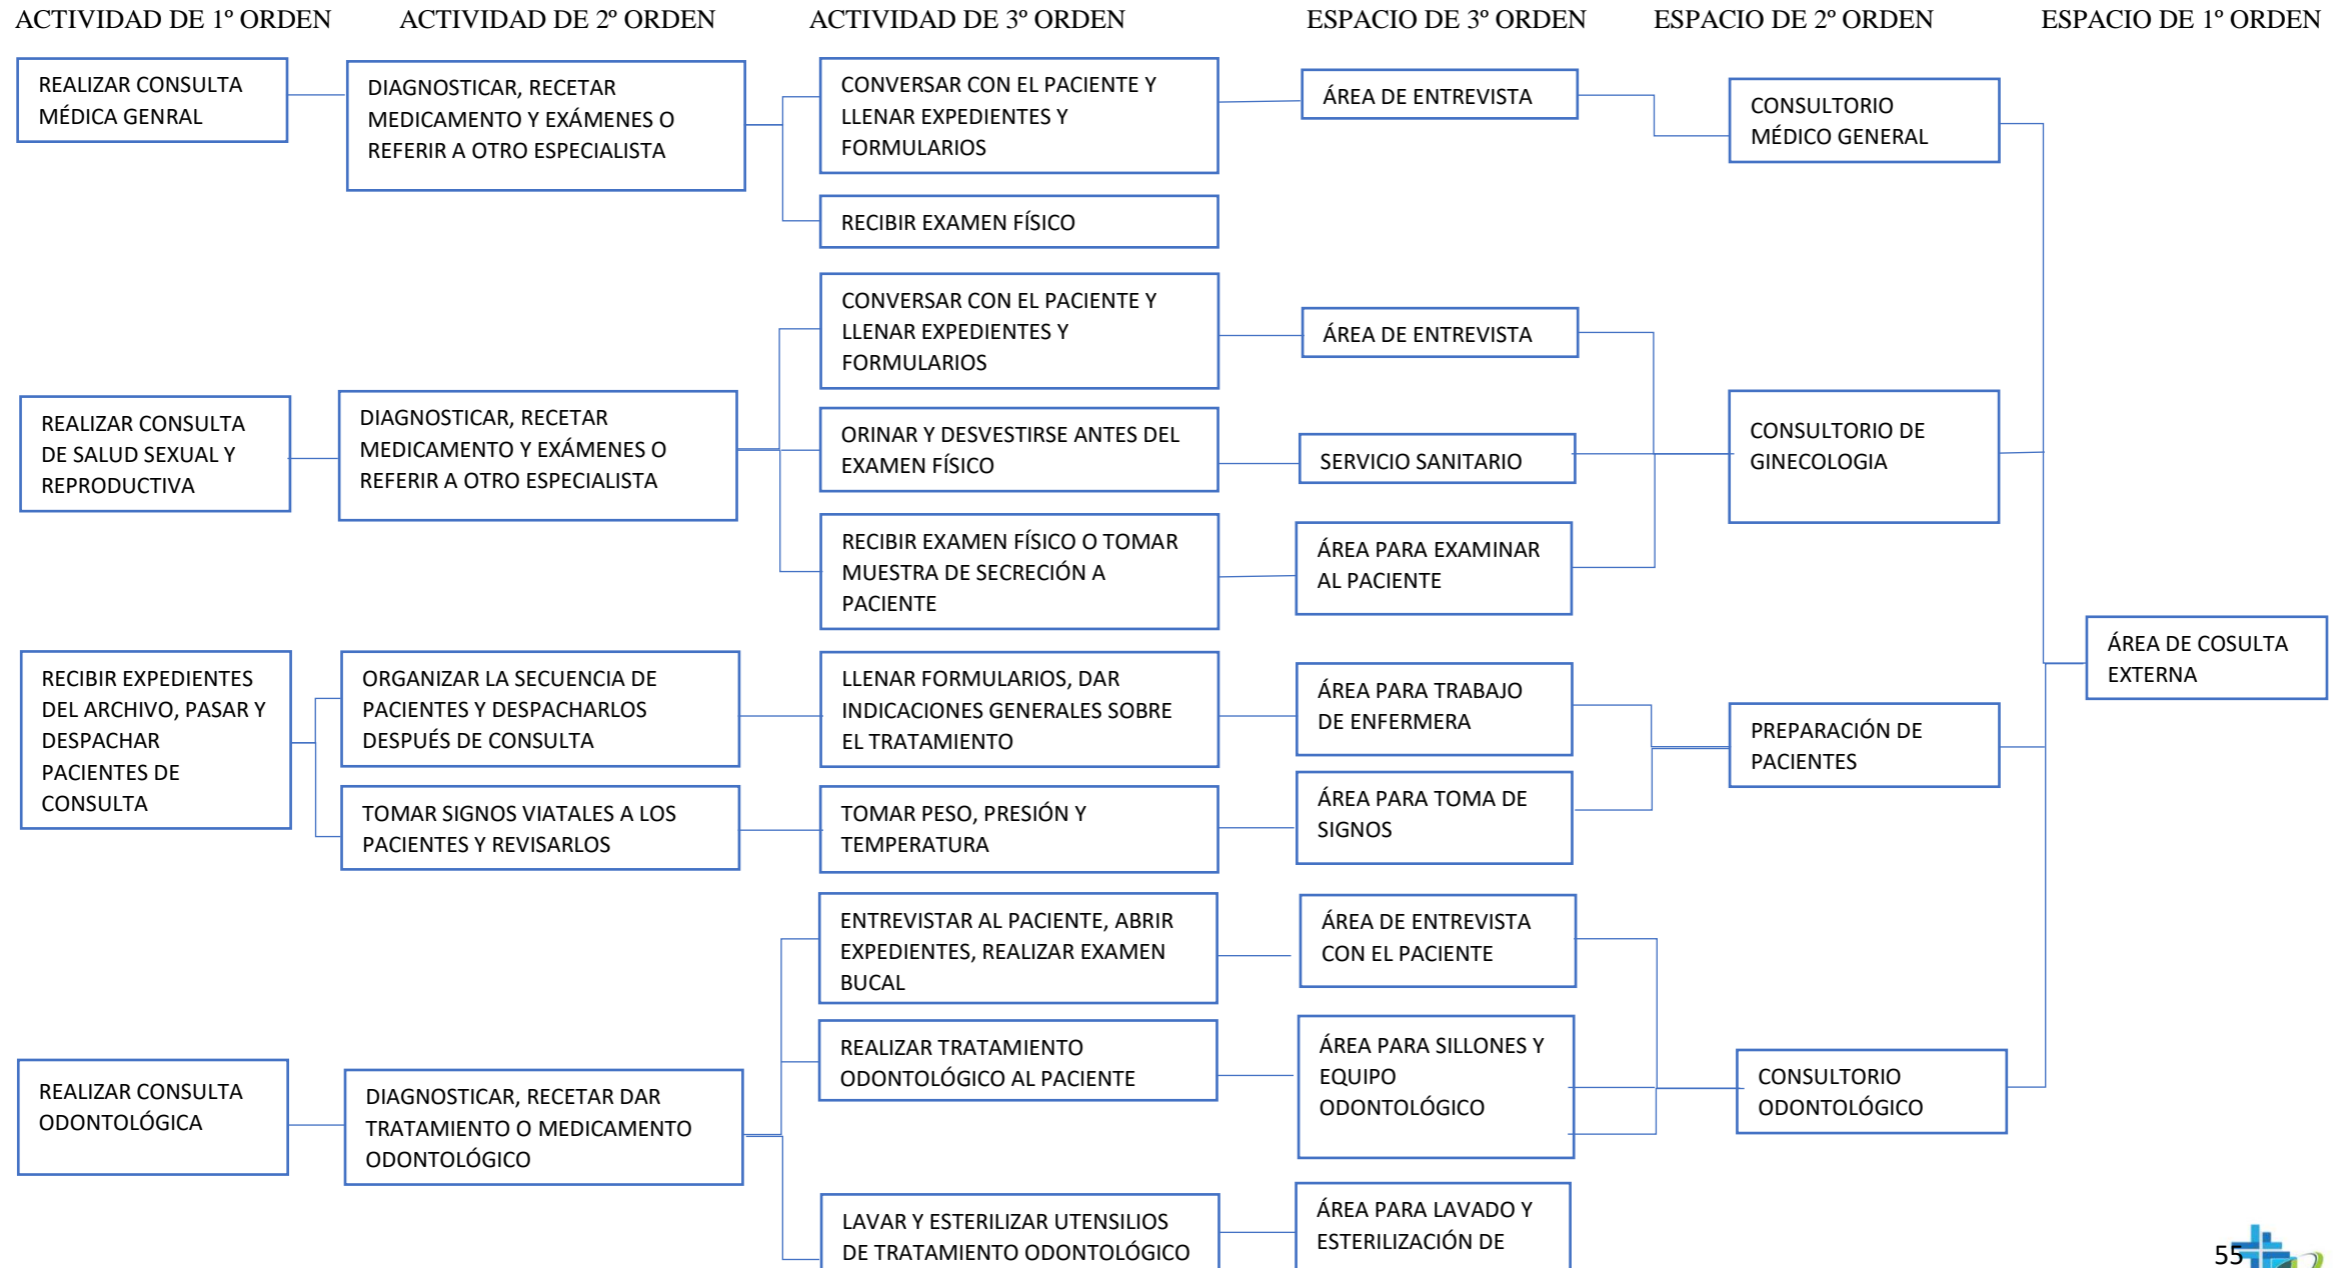 ACTIVIDAD DE 1º ORDEN
ACTIVIDAD DE 2º ORDEN
ACTIVIDAD DE 3º ORDEN
ESPACIO DE 3º ORDEN
ESPACIO DE 2º ORDEN
ESPACIO DE 1º ORDEN
REALIZAR CONSULTA
MÉDICA GENRAL
DIAGNOSTICAR, RECETAR
MEDICAMENTO Y EXÁMENES O
REFERIR A OTRO ESPECIALISTA
CONVERSAR CON EL PACIENTE Y
LLENAR EXPEDIENTES Y
FORMULARIOS
ÁREA DE ENTREVISTA
CONSULTORIO
MÉDICO GENERAL
RECIBIR EXAMEN FÍSICO
REALIZAR CONSULTA
DE SALUD SEXUAL Y
REPRODUCTIVA
DIAGNOSTICAR, RECETAR
MEDICAMENTO Y EXÁMENES O
REFERIR A OTRO ESPECIALISTA
CONVERSAR CON EL PACIENTE Y
LLENAR EXPEDIENTES Y
FORMULARIOS
ÁREA DE ENTREVISTA
ORINAR Y DESVESTIRSE ANTES DEL
EXAMEN FÍSICO
SERVICIO SANITARIO
CONSULTORIO DE
GINECOLOGIA
RECIBIR EXAMEN FÍSICO O TOMAR
MUESTRA DE SECRECIÓN A
PACIENTE
ÁREA PARA EXAMINAR
AL PACIENTE
ÁREA DE COSULTA
EXTERNA
RECIBIR EXPEDIENTES
DEL ARCHIVO, PASAR Y
DESPACHAR
PACIENTES DE
CONSULTA
ORGANIZAR LA SECUENCIA DE
PACIENTES Y DESPACHARLOS
DESPUÉS DE CONSULTA
LLENAR FORMULARIOS, DAR
INDICACIONES GENERALES SOBRE
EL TRATAMIENTO
ÁREA PARA TRABAJO
DE ENFERMERA
PREPARACIÓN DE
PACIENTES
TOMAR SIGNOS VIATALES A LOS
PACIENTES Y REVISARLOS
TOMAR PESO, PRESIÓN Y
TEMPERATURA
ÁREA PARA TOMA DE
SIGNOS
ENTREVISTAR AL PACIENTE, ABRIR
EXPEDIENTES, REALIZAR EXAMEN
BUCAL
ÁREA DE ENTREVISTA
CON EL PACIENTE
REALIZAR CONSULTA
ODONTOLÓGICA
DIAGNOSTICAR, RECETAR DAR
TRATAMIENTO O MEDICAMENTO
ODONTOLÓGICO
REALIZAR TRATAMIENTO
ODONTOLÓGICO AL PACIENTE
ÁREA PARA SILLONES Y
EQUIPO
ODONTOLÓGICO
CONSULTORIO
ODONTOLÓGICO
LAVAR Y ESTERILIZAR UTENSILIOS
DE TRATAMIENTO ODONTOLÓGICO
ÁREA PARA LAVADO Y
ESTERILIZACIÓN DE
55